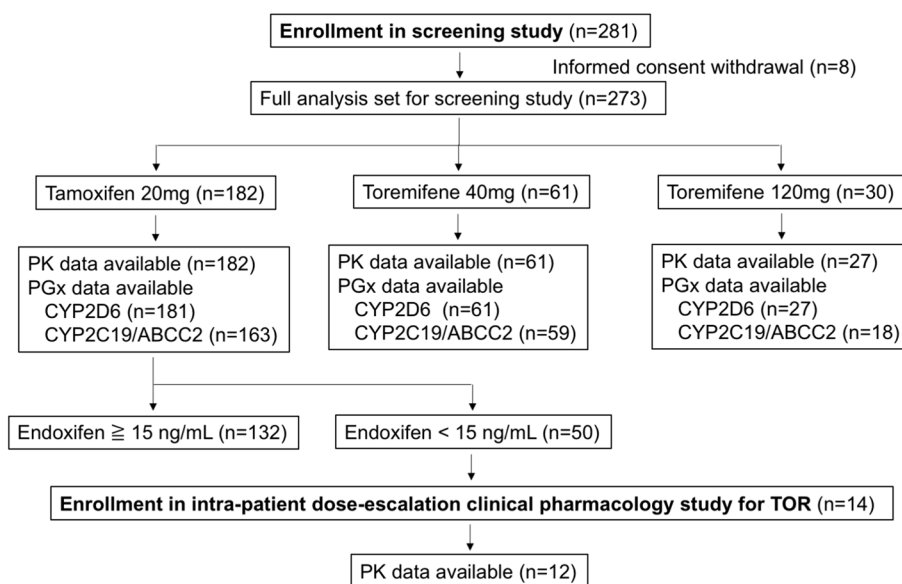 Enrollment in screening study (n=281)
Informed consent withdrawal (n=8)
Full analysis set for screening study (n=273)
Tamoxifen 20mg (n=182)
Toremifene 40mg (n=61)
Toremifene 120mg (n=30)
PK data available (n=182)
PGx data available
CYP2D6 (n=181)
CYP2C19/ABCC2 (n=163)
PK data available (n=61)
PGx data available
CYP2D6 (n=61)
CYP2C19/ABCC2 (n=59)
PK data available (n=27)
PGx data available
CYP2D6 (n=27)
CYP2C19/ABCC2 (n=18)
Endoxifen ≧ 15 ng/mL (n=132)
Endoxifen < 15 ng/mL (n=50)
Enrollment in intra-patient dose-escalation clinical pharmacology study for TOR (n=14)
PK data available (n=12)